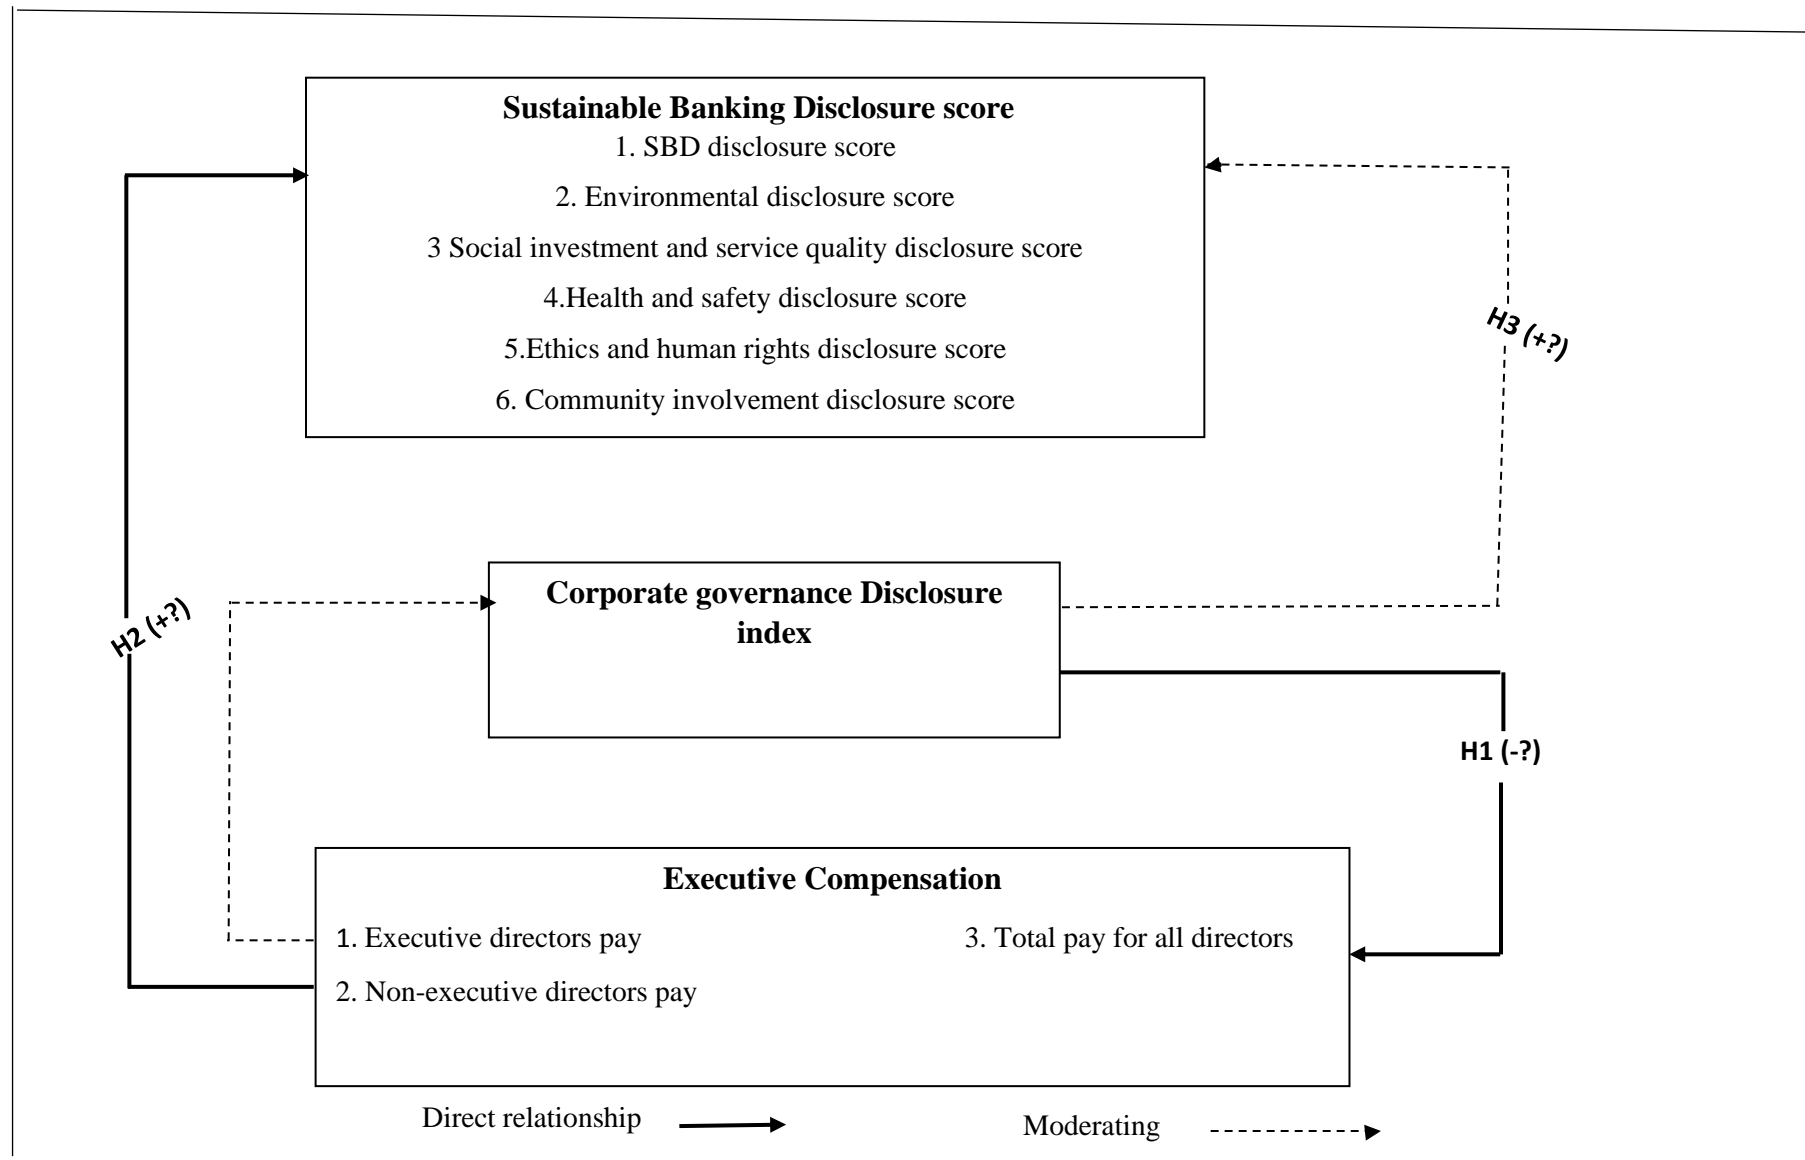 Sustainable Banking Disclosure score
1. SBD disclosure score
2. Environmental disclosure score
3 Social investment and service quality disclosure score
4.Health and safety disclosure score
5.Ethics and human rights disclosure score
6. Community involvement disclosure score
H3 (+?)
Corporate governance Disclosure
index
H2 (+?)
H1 (-?)
Executive Compensation
1. Executive directors pay
3. Total pay for all directors
2. Non-executive directors pay
Direct relationship
Moderating